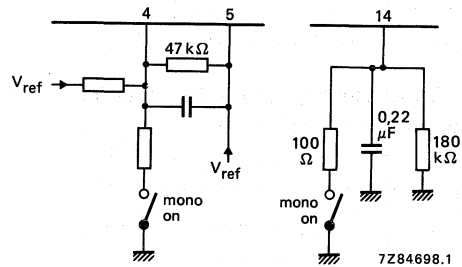 4
5
14
47 kΩ
Vref
Vref
mono
on
100
Ω
0,22
μF
180
kΩ
mono
on
7Z84698.1